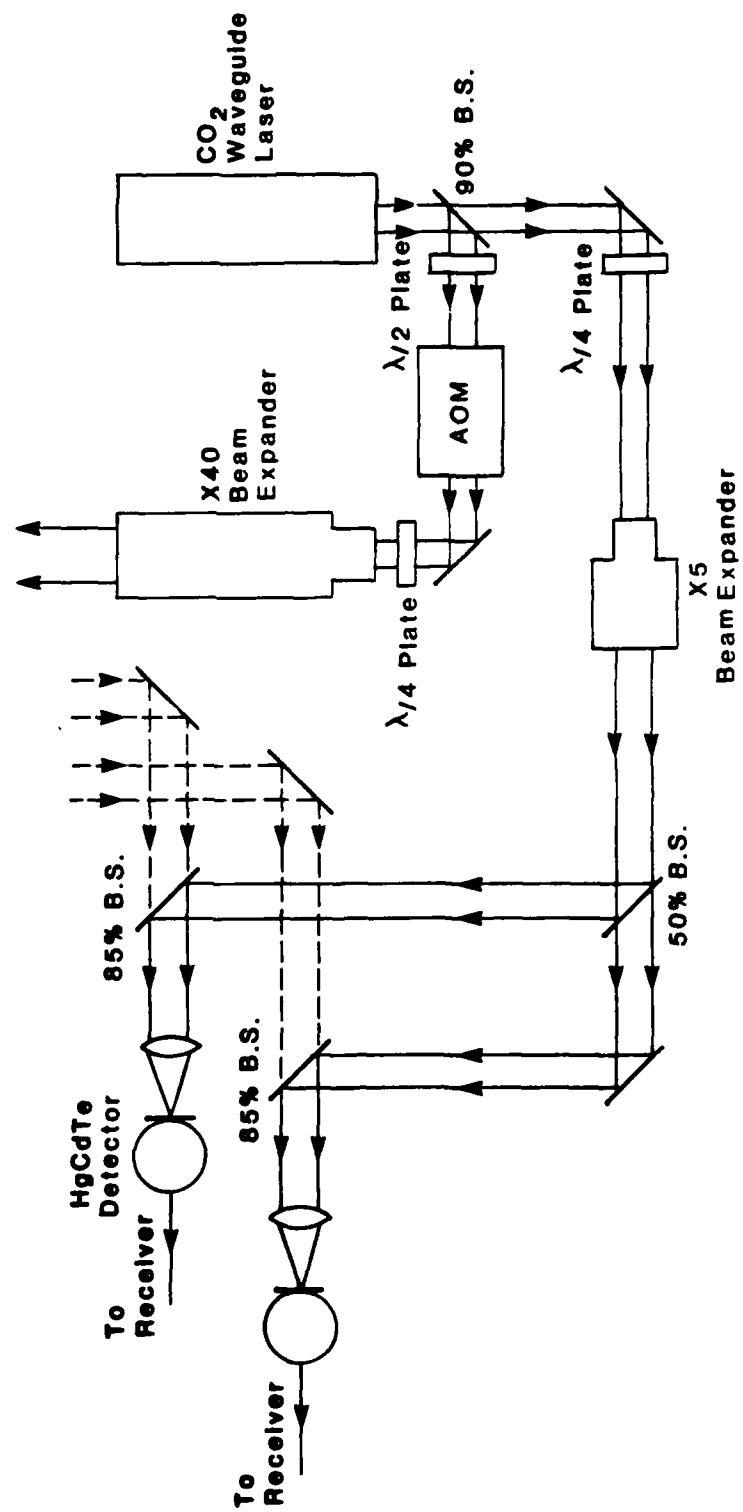 To
Receiver
HgCdTe
Detector
85% B.S.
To
Receiver
85% B.S.
50% B.S.
X40
Beam
Expander
λ/4 Plate
AOM
λ/2 Plate
CO2
Waveguide
Laser
90% B.S.
λ/4 Plate
X5
Beam Expander